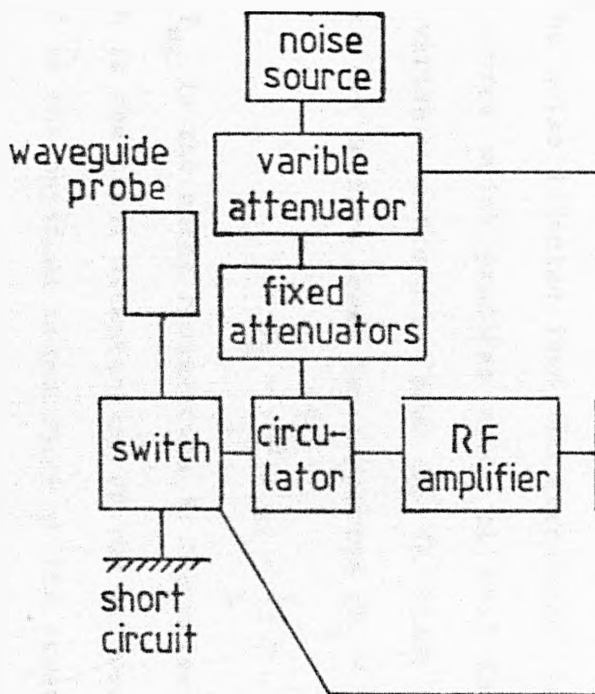 noise
source
waveguide
probe
varible
attenuator
fixed
attenuators
switch
circu-
lator
RF
amplifier
short
circuit